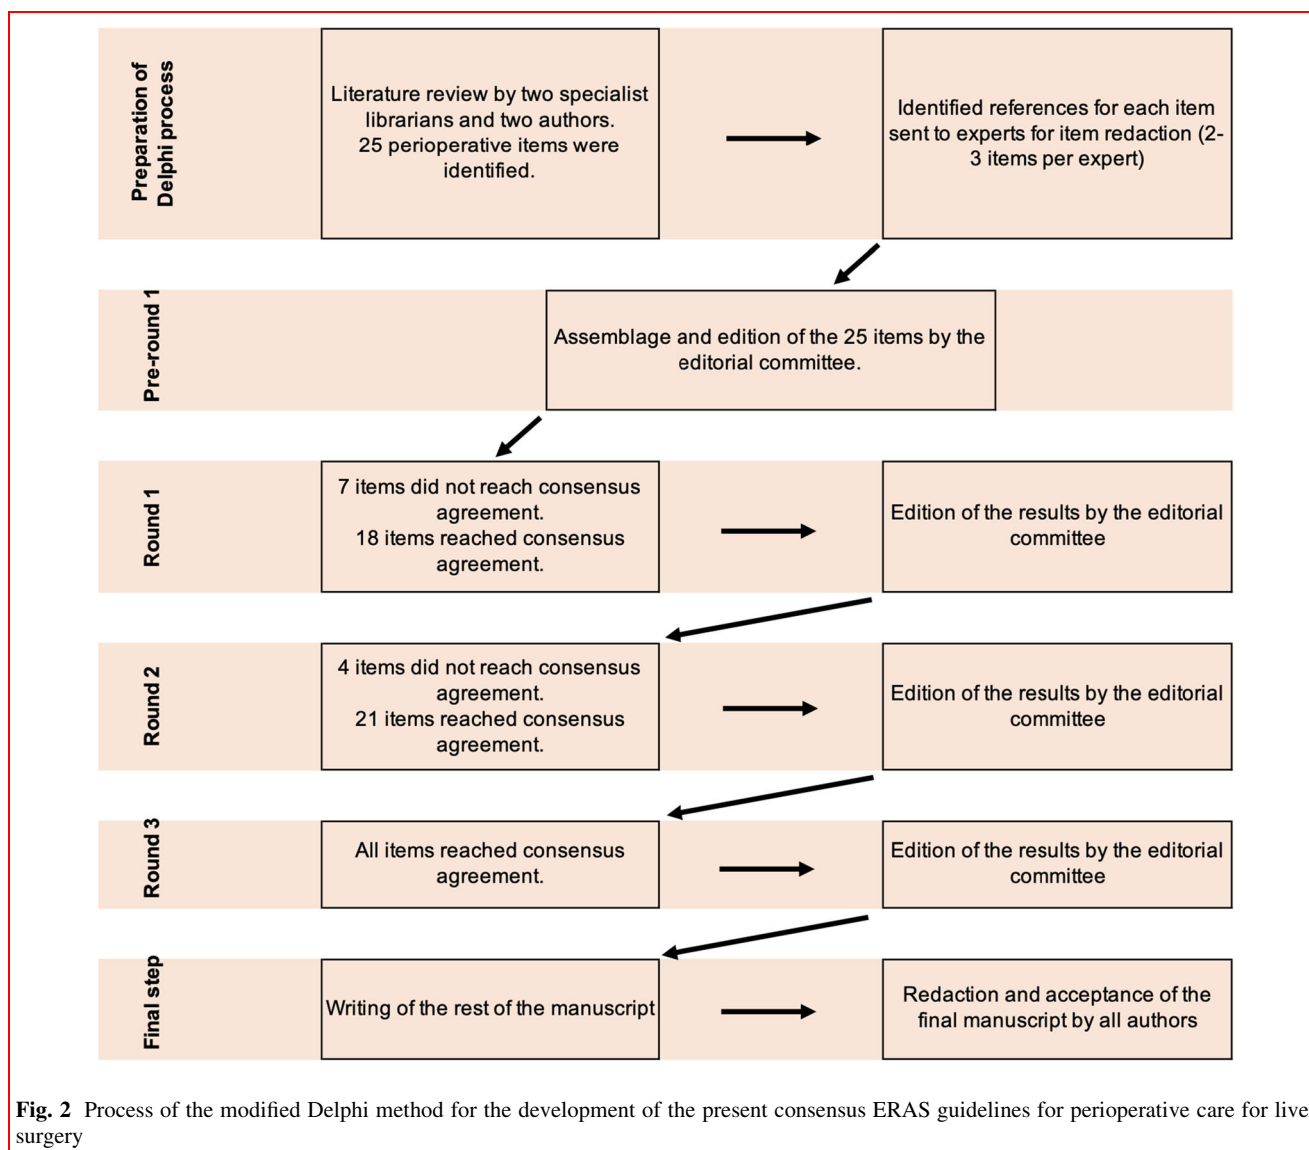 Preparation of
Delphi process
Literature review by two specialist
librarians and two authors.
25 perioperative items were
identified.
Identified references for each item
sent to experts for item redaction (2-
3 items per expert)
Pre-round 1
Assemblage and edition of the 25 items by the
editorial committee.
Round 1
7 items did not reach consensus
agreement.
18 items reached consensus
agreement.
Edition of the results by the editorial
committee
Round 2
4 items did not reach consensus
agreement.
21 items reached consensus
agreement.
Edition of the results by the editorial
committee
Round 3
All items reached consensus
agreement.
Edition of the results by the editorial
committee
Final step
Writing of the rest of the manuscript
Redaction and acceptance of the
final manuscript by all authors
Fig. 2 Process of the modified Delphi method for the development of the present consensus ERAS guidelines for perioperative care for live
surgery